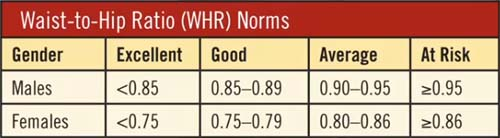 Waist-to-Hip Ratio (WHR) Norms
Gender Excellent Good Average At Risk
Males <0.85 0.85–0.89 0.90–0.95 ≥0.95
Females <0.75 0.75–0.79 0.80–0.86 ≥0.86